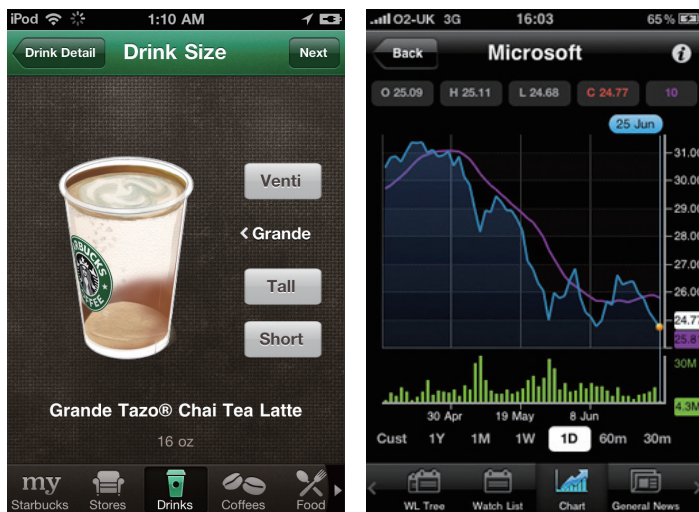 iPod 1:10 AM
Drink Detail Drink Size Next
Venti
Grande
Tall
Short
STARBUCKS
COFFEE
Grande Tazo® Chai Tea Latte
16 oz
my
Starbucks Stores Drinks Coffees Food
O2-UK 3G 16:03 65%
Back Microsoft i
O 25.09 H 25.11 L 24.68 C 24.77 10
25 Jun
31.00
30.00
29.00
28.00
27.00
26.00
24.77
25.81
30M
4.3M
30 Apr 19 May 8 Jun
Cust 1Y 1M 1W 1D 60m 30m
WL Tree Watch List Chart General News